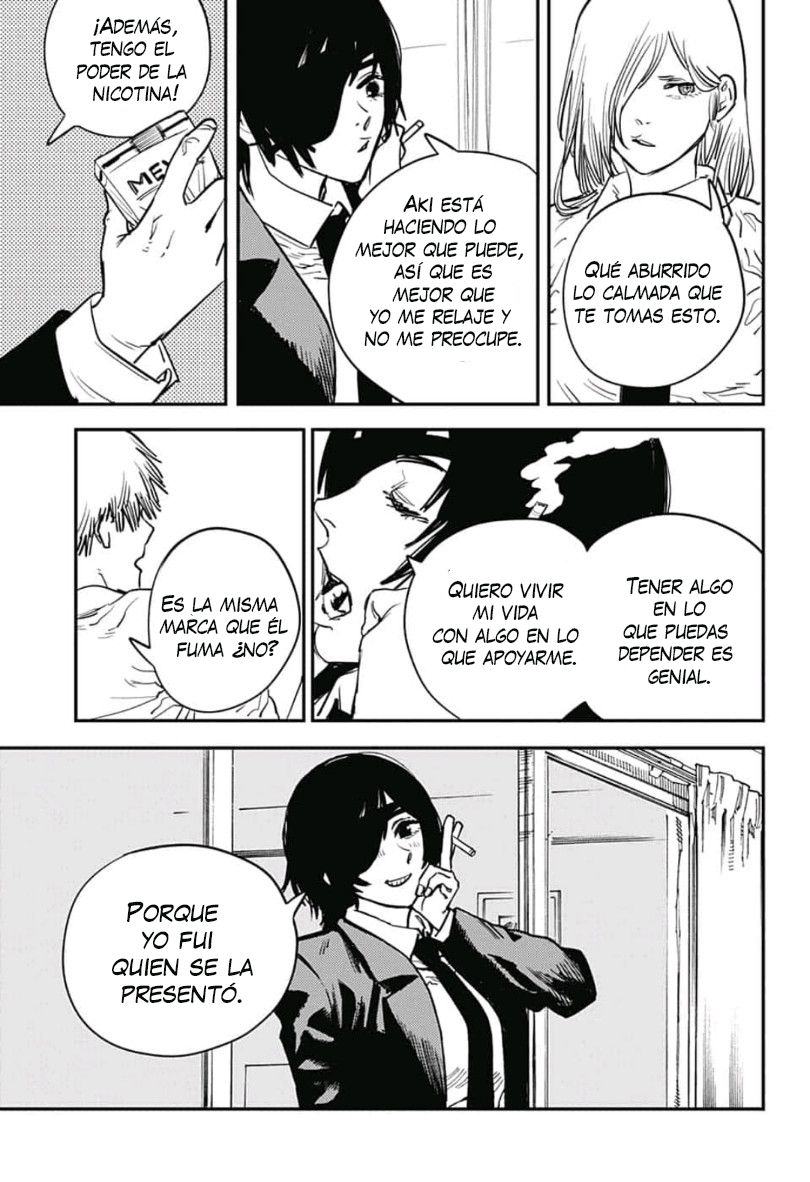 QUÉ ABURRIDO
LO CALMADA QUE
TE TOMAS ESTO.
AKI ESTÁ
HACIENDO LO
MEJOR QUE PUEDE,
ASÍ QUE ES
MEJOR QUE
YO ME RELAJE Y
NO ME PREOCUPE.
¡ADEMÁS,
TENGO EL
PODER DE LA
NICOTINA!
MEV
TENER ALGO
EN LO
QUE PUEDAS
DEPENDER ES
GENIAL.
QUIERO VIVIR
MI VIDA
CON ALGO EN LO
QUE APOYARME.
ES LA MISMA
MARCA QUE ÉL
FUMA ¿NO?
PORQUE
YO FUI
QUIEN SE LA
PRESENTÓ.